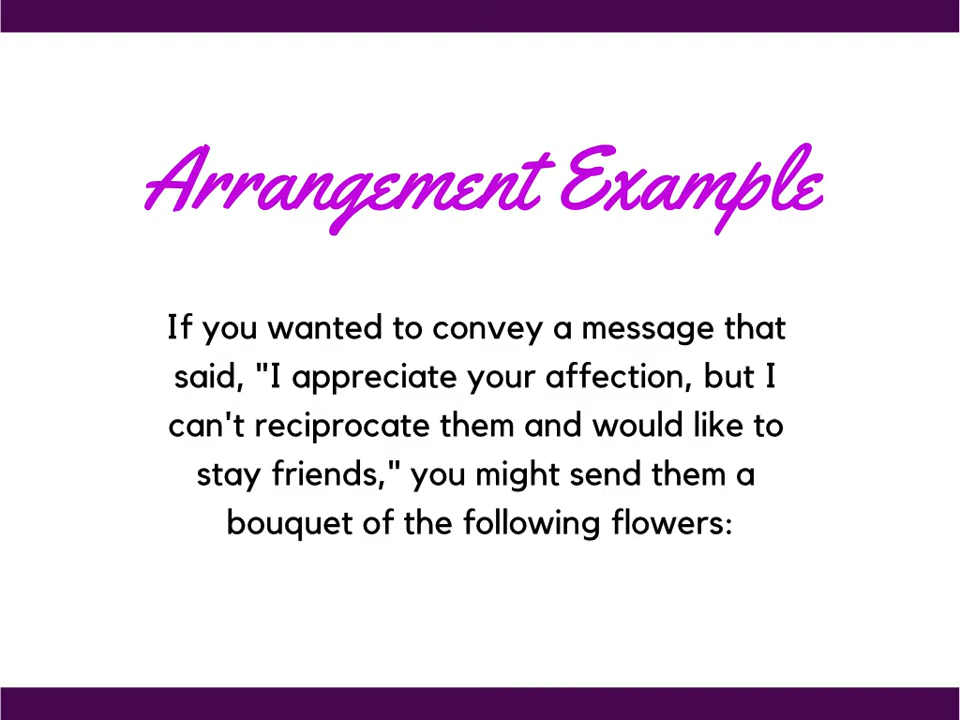 Arrangement Example
If you wanted to convey a message that
said, "I appreciate your affection, but I
can't reciprocate them and would like to
stay friends," you might send them a
bouquet of the following flowers: